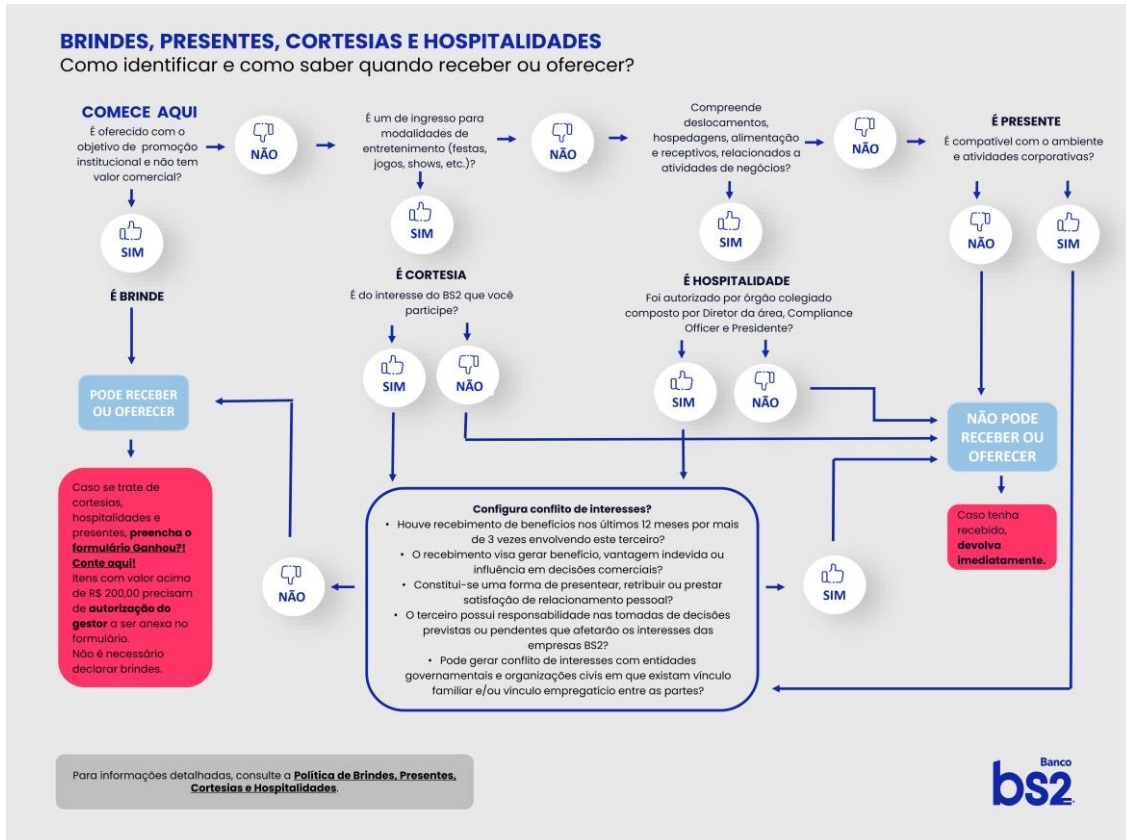 BRINDES, PRESENTES, CORTESIAS E HOSPITALIDADES
Como identificar e como saber quando receber ou oferecer?
COMECE AQUI
É oferecido com o
objetivo de promoção
institucional e não tem
valor comercial?
NÃO
É um de ingresso para
modalidades de
entretenimento (festas,
jogos, shows, etc.)?
NÃO
Compreende
deslocamentos,
hospedagens, alimentação
e receptivos, relacionados a
atividades de negócios?
NÃO
É PRESENTE
É compatível com o ambiente
e atividades corporativas?
SIM
SIM
SIM
NÃO
SIM
É BRINDE
É CORTESIA
É do interesse do BS2 que você
participe?
É HOSPITALIDADE
Foi autorizado por órgão colegiado
composto por Diretor da área, Compliance
Officer e Presidente?
SIM
NÃO
SIM
NÃO
PODE RECEBER
OU OFERECER
NÃO PODE
RECEBER OU
OFERECER
Caso se trate de
cortesias,
hospitalidades e
presentes, preencha o
formulário Ganhou?!
Conte aqui!
Itens com valor acima
de R$ 200,00 precisam
de autorização do
gestor a ser anexa no
formulário.
Não é necessário
declarar brindes.
NÃO
Configura conflito de interesses?
• Houve recebimento de benefícios nos últimos 12 meses por mais
de 3 vezes envolvendo este terceiro?
• O recebimento visa gerar benefício, vantagem indevida ou
influência em decisões comerciais?
• Constitui-se uma forma de presentear, retribuir ou prestar
satisfação de relacionamento pessoal?
• O terceiro possui responsabilidade nas tomadas de decisões
previstas ou pendentes que afetarão os interesses das
empresas BS2?
• Pode gerar conflito de interesses com entidades
governamentais e organizações civis em que existam vínculo
familiar e/ou vinculo empregatício entre as partes?
SIM
Caso tenha
recebido,
devolva
imediatamente.
Para informações detalhadas, consulte a Política de Brindes, Presentes,
Cortesias e Hospitalidades.
Banco
bs2